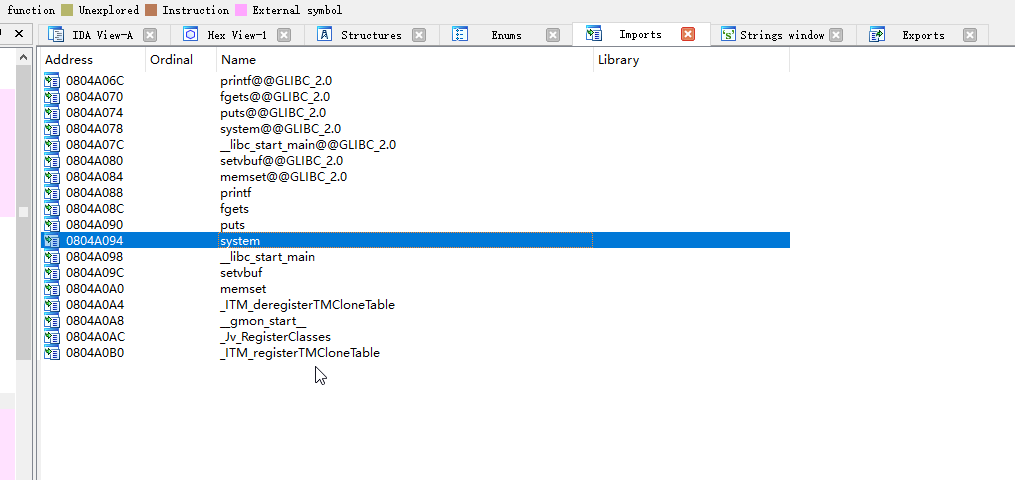 function Unexplored Instruction External symbol
IDA View-A Hex View-1 Structures Enums Imports Strings window Exports
Address Ordinal Name Library
0804A06C printf@@GLIBC_2.0
0804A070 fgets@@GLIBC_2.0
0804A074 puts@@GLIBC_2.0
0804A078 system@@GLIBC_2.0
0804A07C __libc_start_main@@GLIBC_2.0
0804A080 setvbuf@@GLIBC_2.0
0804A084 memset@@GLIBC_2.0
0804A088 printf
0804A08C fgets
0804A090 puts
0804A094 system
0804A098 __libc_start_main
0804A09C setvbuf
0804A0A0 memset
0804A0A4 _ITM_deregisterTMCloneTable
0804A0A8 __gmon_start__
0804A0AC _Jv_RegisterClasses
0804A0B0 _ITM_registerTMCloneTable